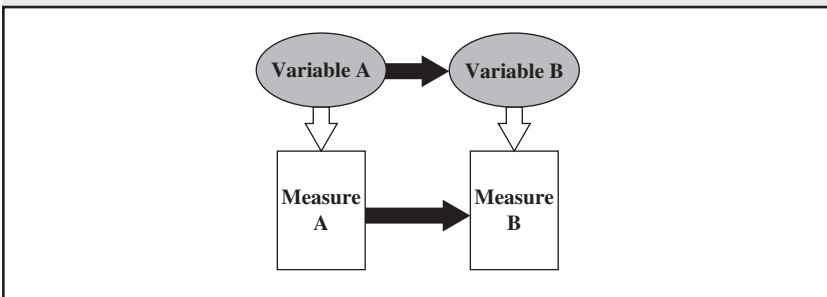 Variable A
Variable B
Measure
A
Measure
B